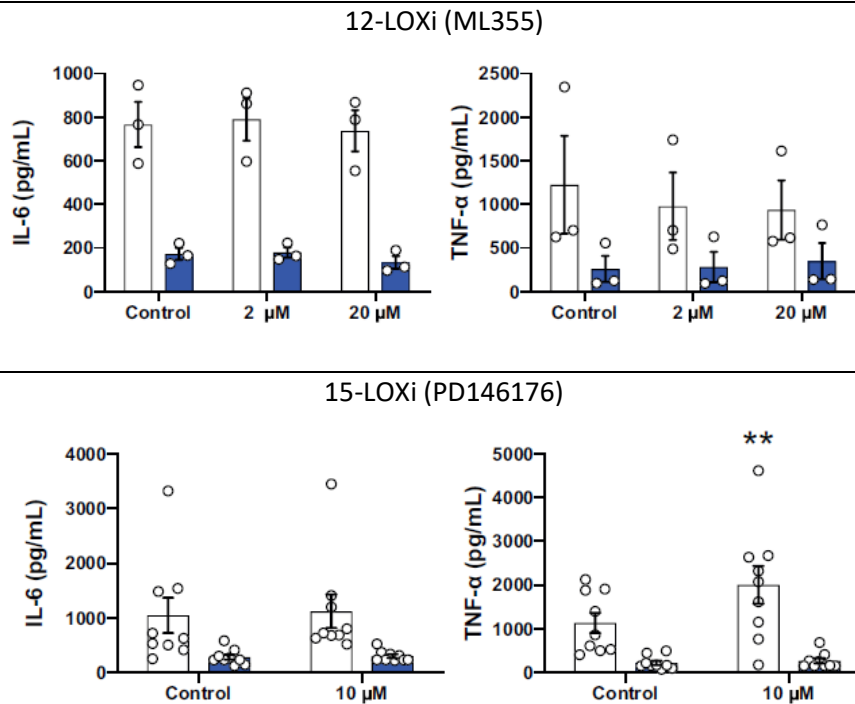 12-LOXi (ML355)
IL-6 (pg/mL)
1000
800
600
400
200
0
Control 2 µM 20 µM
TNF-α (pg/mL)
2500
2000
1500
1000
500
0
Control 2 µM 20 µM
15-LOXi (PD146176)
IL-6 (pg/mL)
4000
3000
2000
1000
0
Control 10 µM
TNF-α (pg/mL)
5000
4000
3000
2000
1000
0
**
Control 10 µM